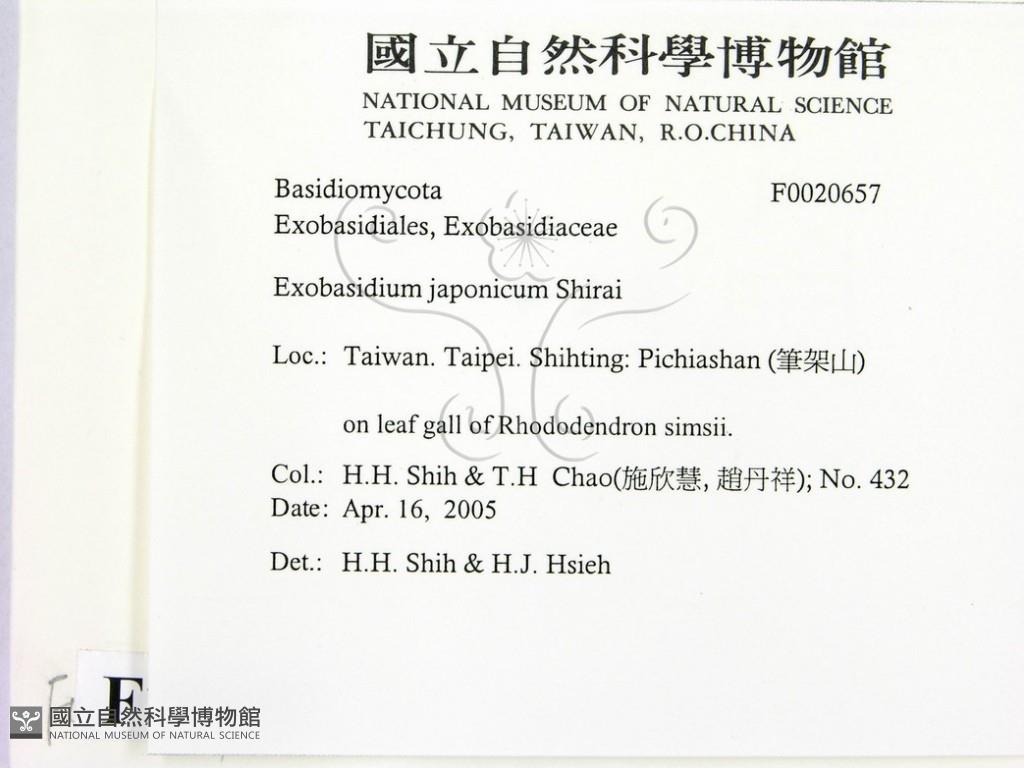 國立自然科學博物館
NATIONAL MUSEUM OF NATURAL SCIENCE
TAICHUNG, TAIWAN, R.O.CHINA
Basidiomycota F0020657
Exobasidiales, Exobasidiaceae
Exobasidium japonicum Shirai
Loc.: Taiwan. Taipei. Shihting: Pichiashan (筆架山)
on leaf gall of Rhododendron simsii.
Col.: H.H. Shih & T.H Chao(施欣慧, 趙丹祥); No. 432
Date: Apr. 16, 2005
Det.: H.H. Shih & H.J. Hsieh
F
國立自然科學博物館
NATIONAL MUSEUM OF NATURAL SCIENCE